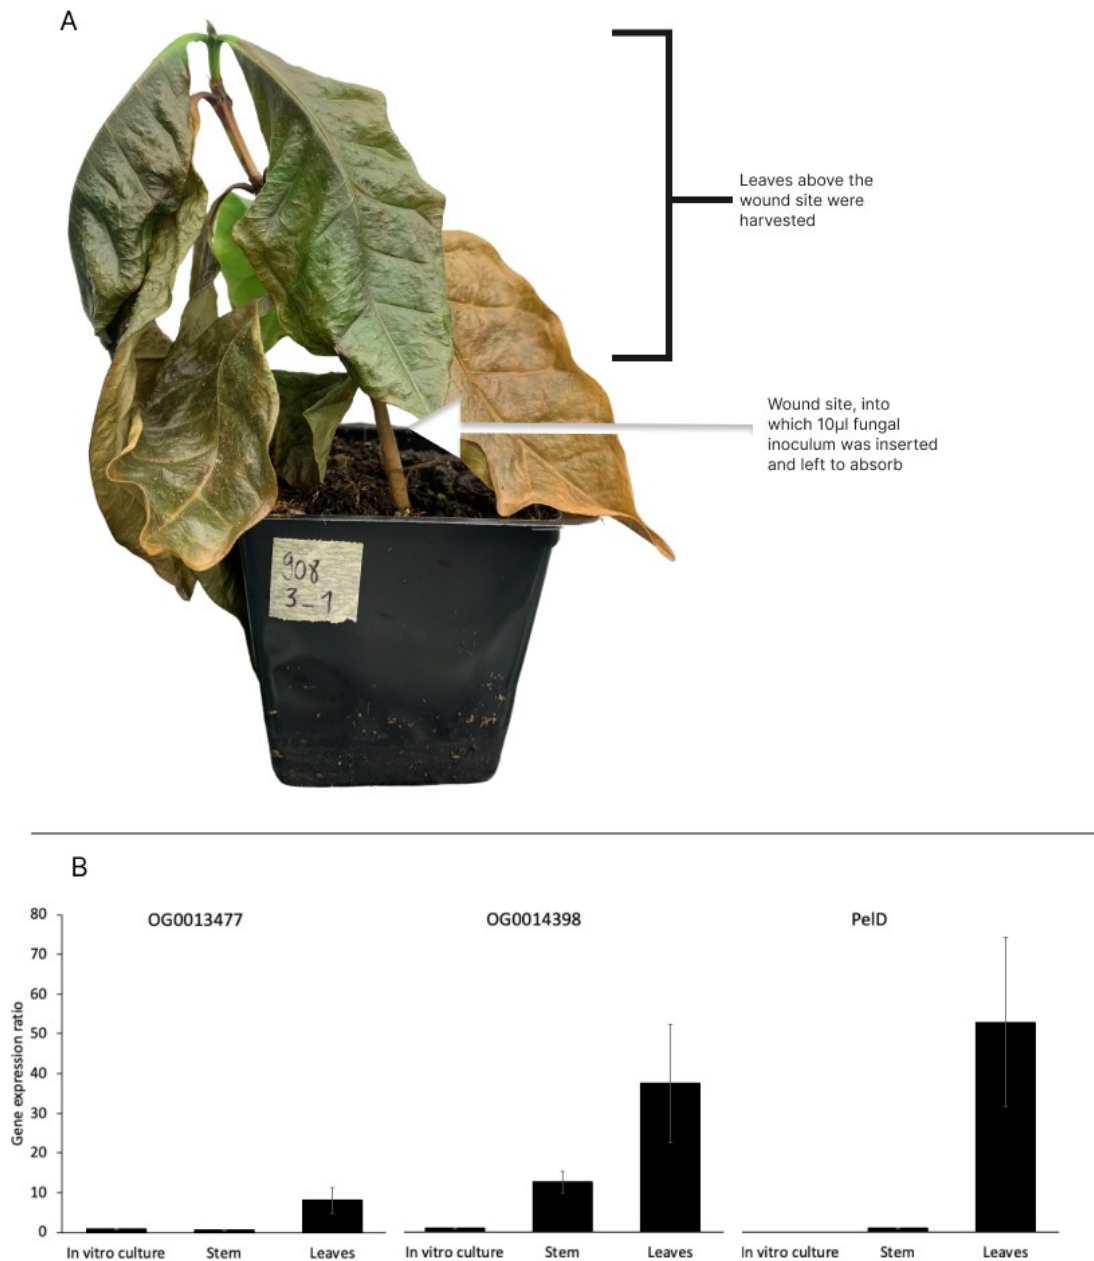 A
Leaves above the
wound site were
harvested
Wound site, into
which 10µl fungal
inoculum was inserted
and left to absorb
908
3_1
B
OG0013477
OG0014398
PelD
Gene expression ratio
80
70
60
50
40
30
20
10
0
In vitro culture
Stem
Leaves
In vitro culture
Stem
Leaves
In vitro culture
Stem
Leaves